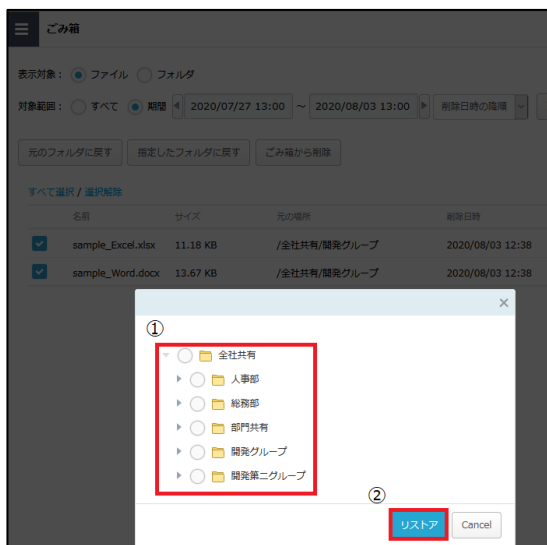 ごみ箱
表示対象： ファイル フォルダ
対象範囲： すべて 期間 2020/07/27 13:00 ～ 2020/08/03 13:00 削除日時の降順
元のフォルダに戻す 指定したフォルダに戻す ごみ箱から削除
すべて選択 / 選択解除
名前 サイズ 元の場所 削除日時
sample_Excel.xlsx 11.18 KB /全社共有/開発グループ 2020/08/03 12:38
sample_Word.docx 13.67 KB /全社共有/開発グループ 2020/08/03 12:38
①
全社共有
人事部
総務部
部門共有
開発グループ
開発第二グループ
②
リストア Cancel